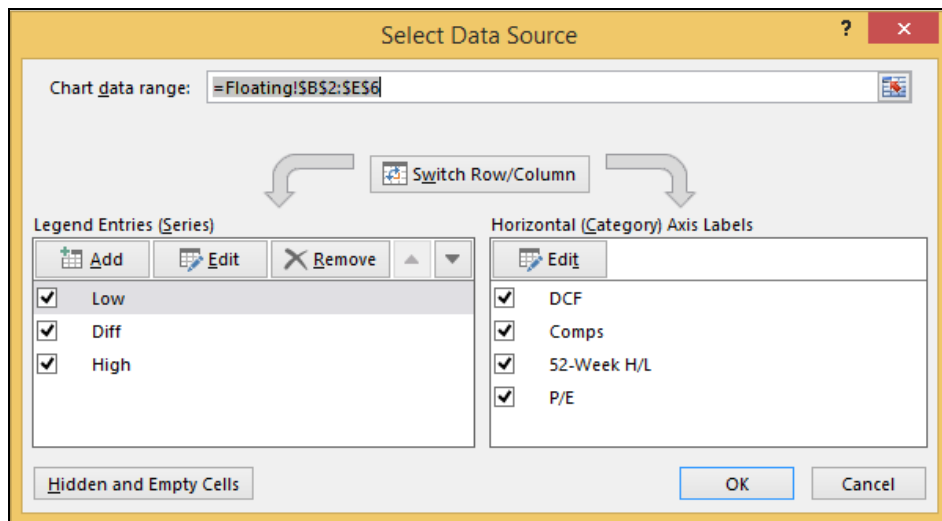 Select Data Source
?
Chart data range: =Floating!$B$2:$E$6
Switch Row/Column
Legend Entries (Series)
Add Edit Remove
Low
Diff
High
Horizontal (Category) Axis Labels
Edit
DCF
Comps
52-Week H/L
P/E
Hidden and Empty Cells
OK Cancel